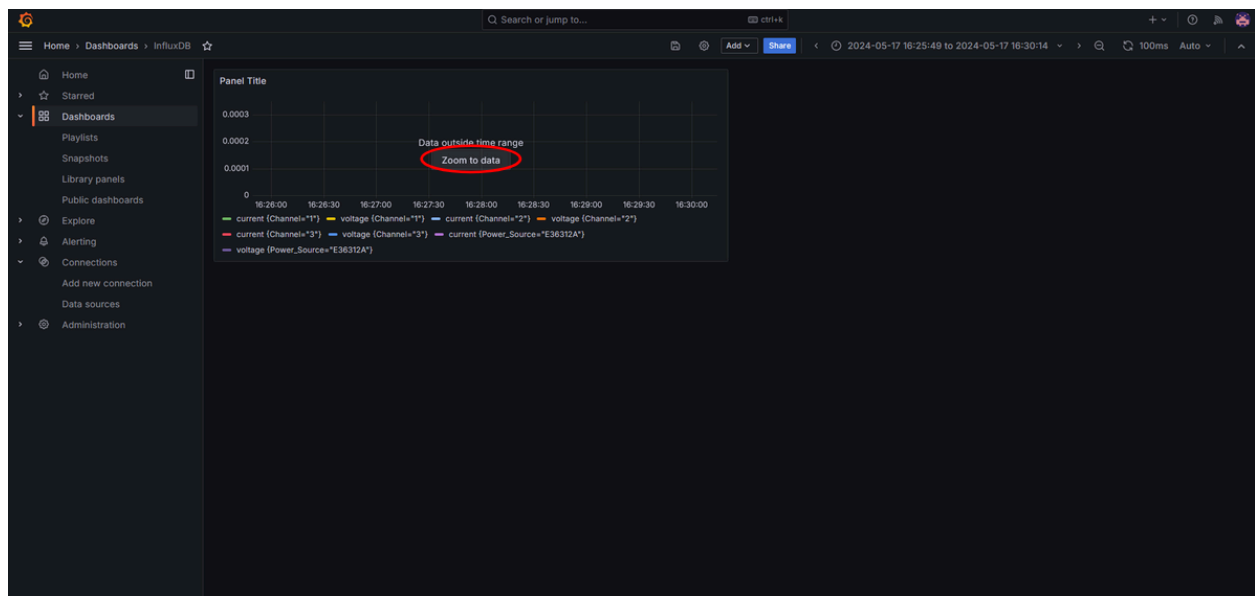 Search or jump to...
ctrl+k
Home › Dashboards › InfluxDB
Add
Share
2024-05-17 16:25:49 to 2024-05-17 16:30:14
100ms Auto
Home
Starred
Dashboards
Playlists
Snapshots
Library panels
Public dashboards
Explore
Alerting
Connections
Add new connection
Data sources
Administration
Panel Title
0.0003
0.0002
0.0001
0
Data outside time range
Zoom to data
16:26:00 16:26:30 16:27:00 16:27:30 16:28:00 16:28:30 16:29:00 16:29:30 16:30:00
current {Channel="1"} voltage {Channel="1"} current {Channel="2"} voltage {Channel="2"}
current {Channel="3"} voltage {Channel="3"} current {Power_Source="E36312A"}
voltage {Power_Source="E36312A"}